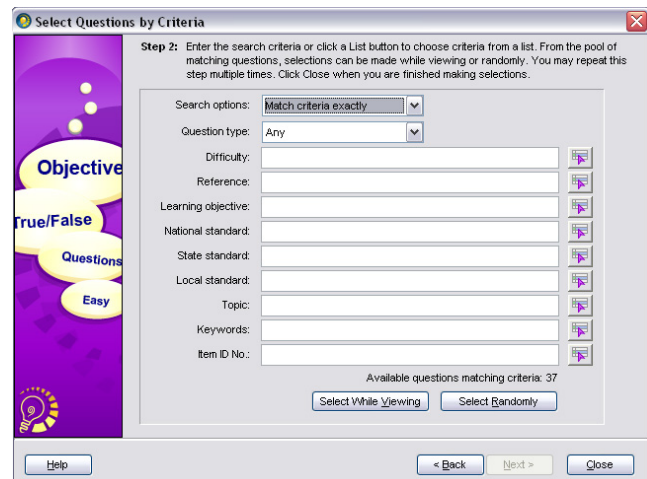 Select Questions by Criteria
Step 2: Enter the search criteria or click a List button to choose criteria from a list. From the pool of
matching questions, selections can be made while viewing or randomly. You may repeat this
step multiple times. Click Close when you are finished making selections.
Objective
True/False
Questions
Easy
Search options: Match criteria exactly
Question type: Any
Difficulty:
Reference:
Learning objective:
National standard:
State standard:
Local standard:
Topic:
Keywords:
Item ID No.:
Available questions matching criteria: 37
Select While Viewing Select Randomly
Help < Back Next > Close